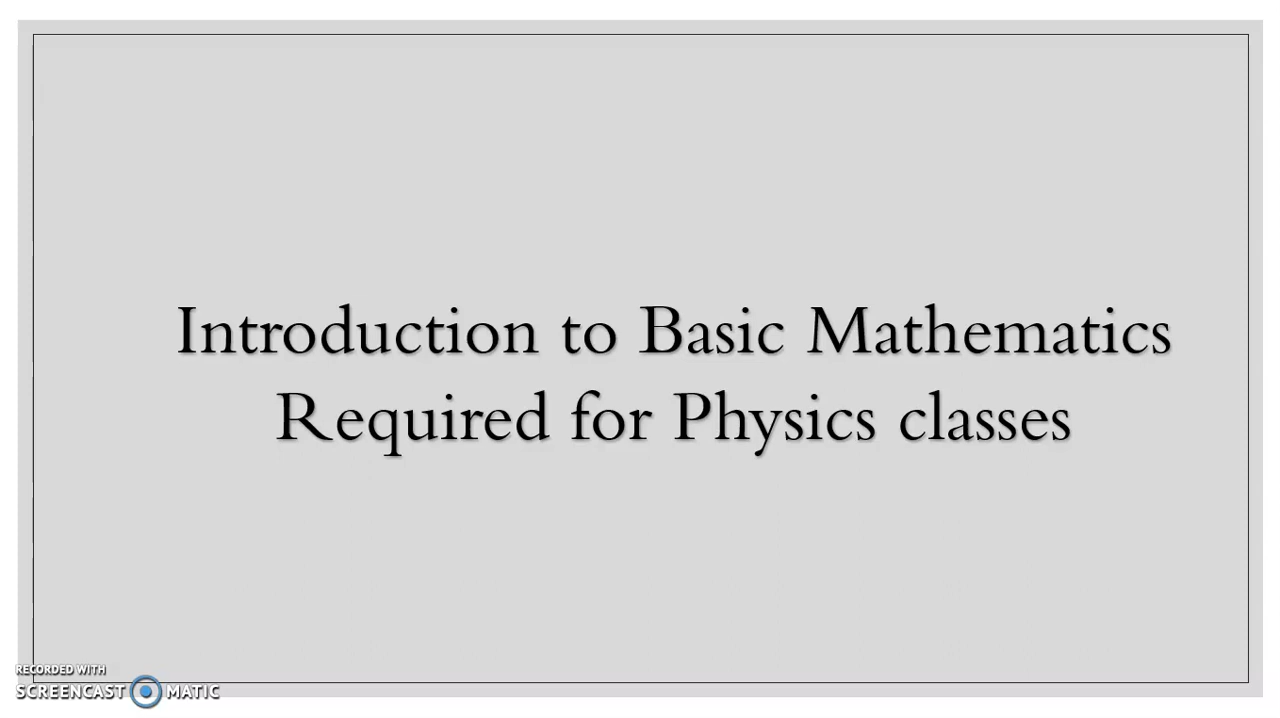 Introduction to Basic Mathematics
Required for Physics classes
RECORDED WITH
SCREENCAST MATIC